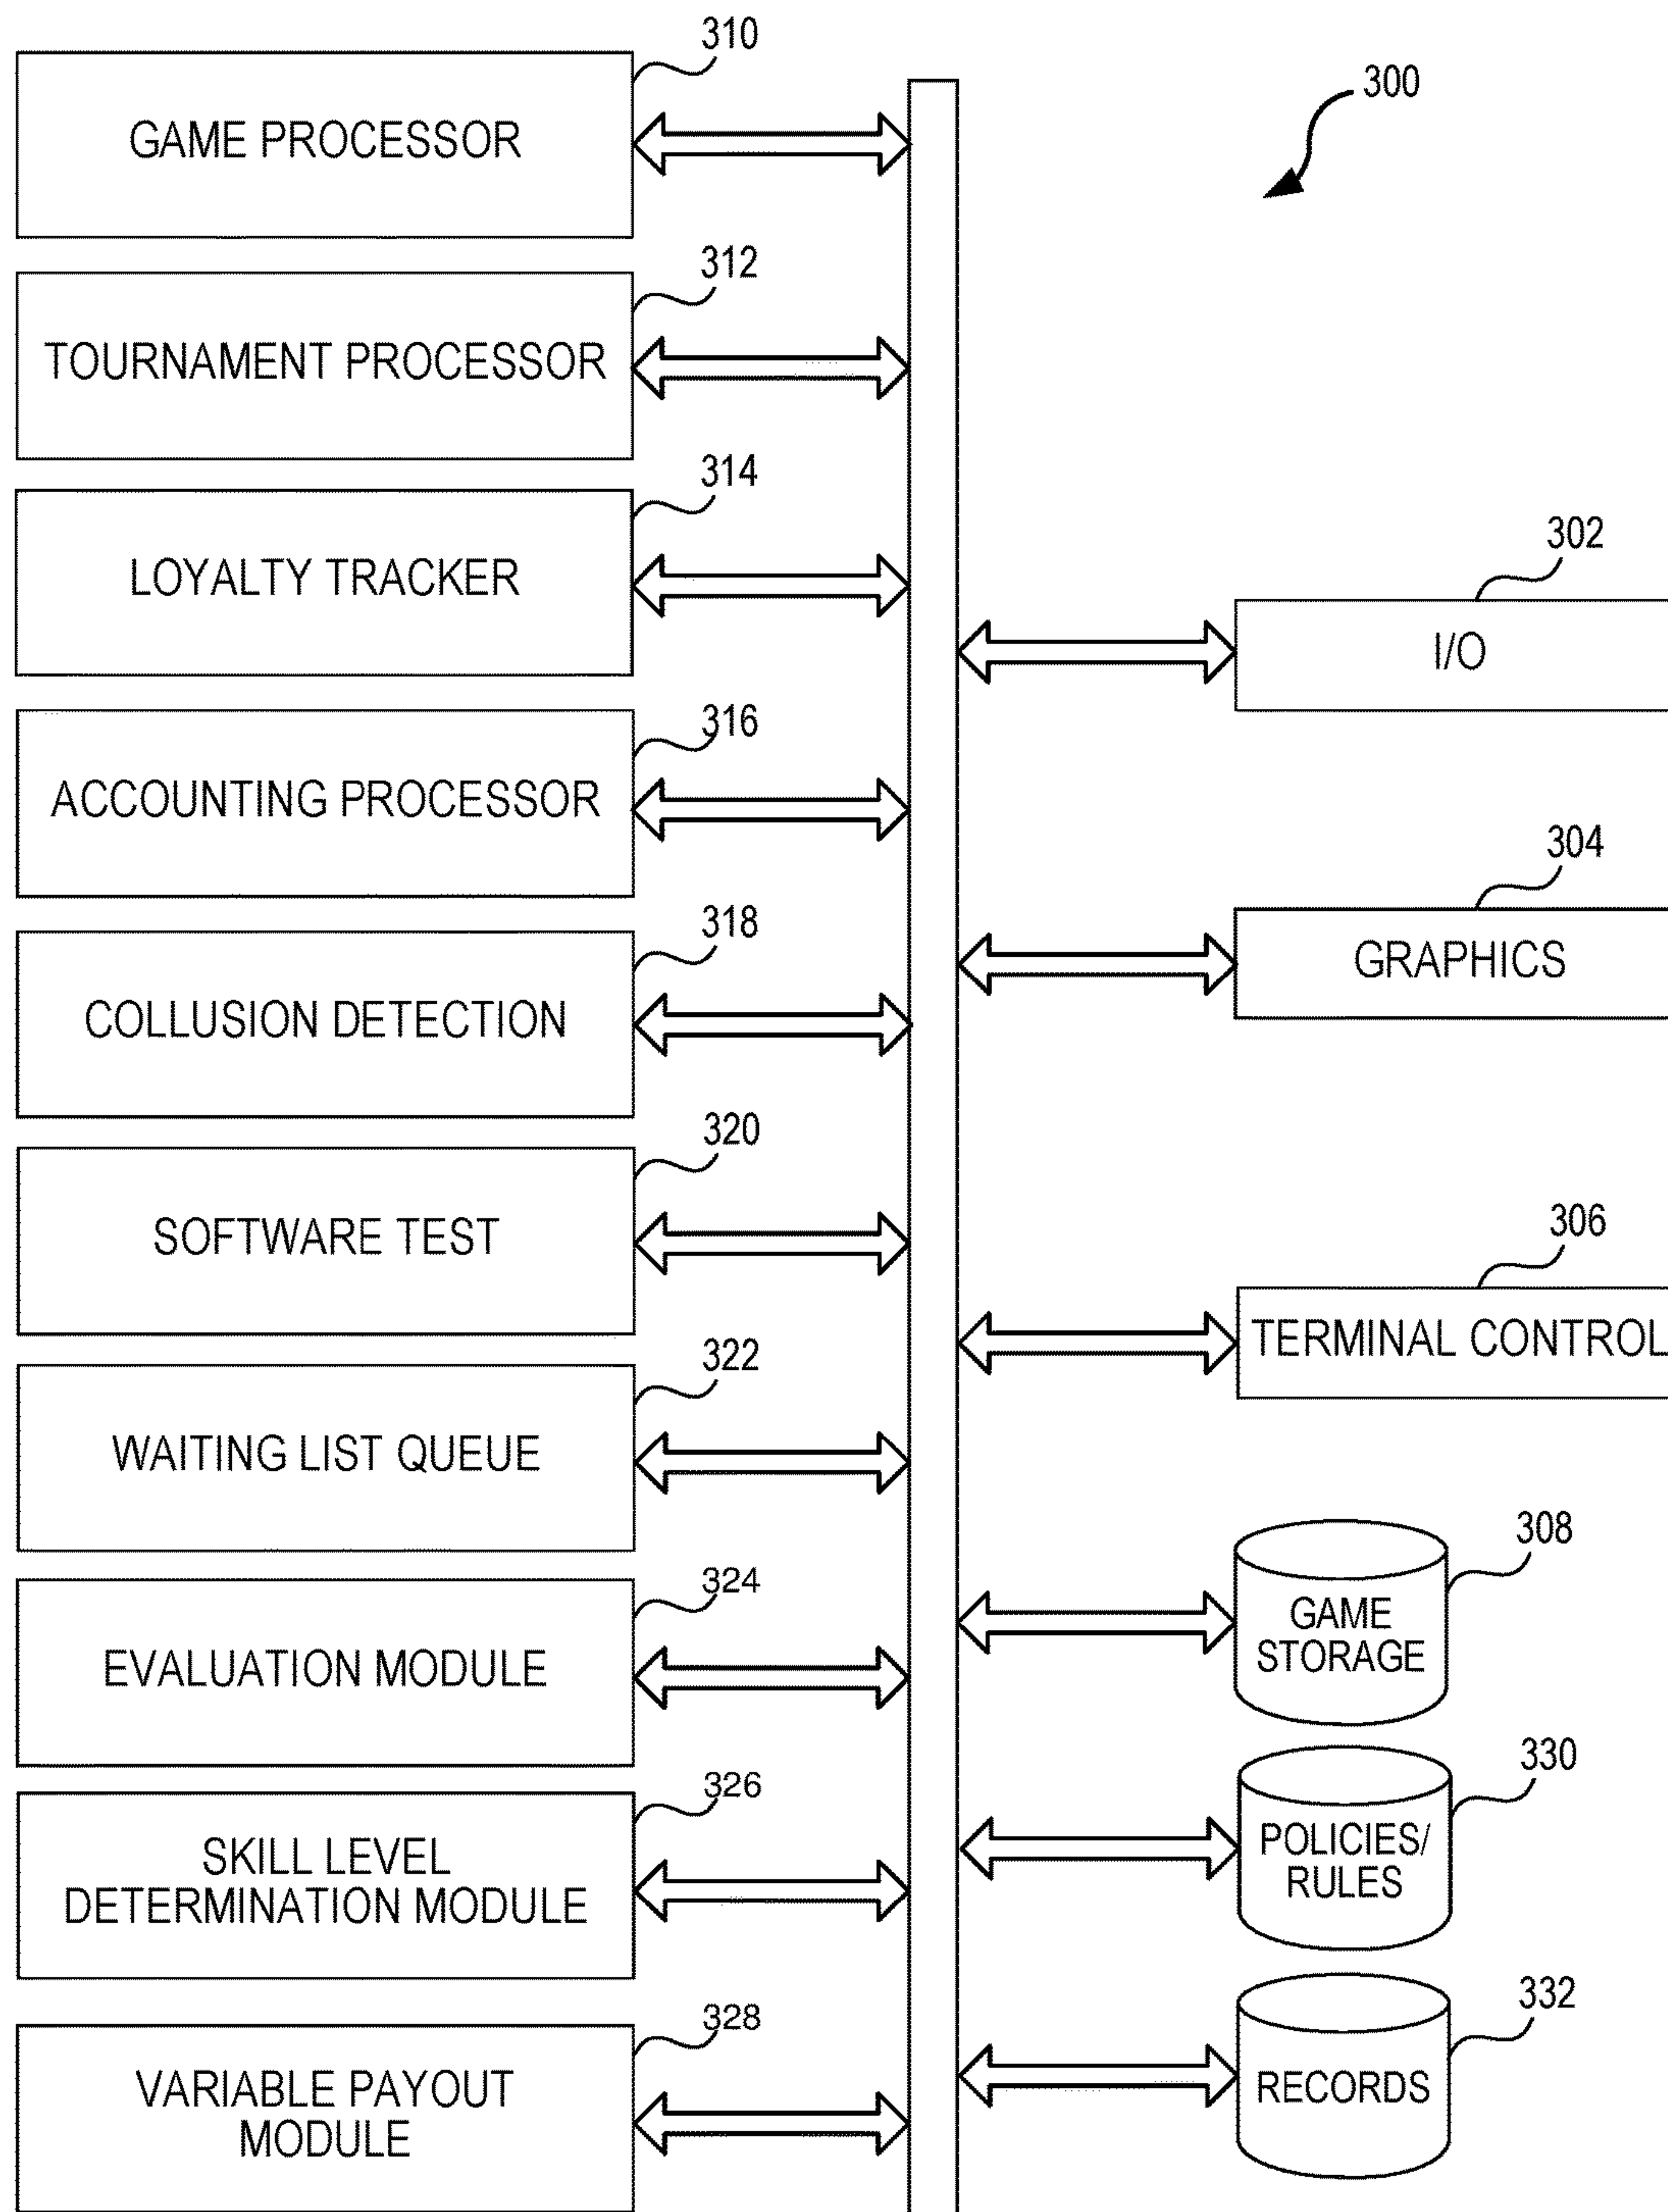 310
GAME PROCESSOR
300
312
TOURNAMENT PROCESSOR
314
LOYALTY TRACKER
302
I/O
316
ACCOUNTING PROCESSOR
304
GRAPHICS
318
COLLUSION DETECTION
320
SOFTWARE TEST
306
TERMINAL CONTROL
322
WAITING LIST QUEUE
308
GAME
STORAGE
324
EVALUATION MODULE
330
POLICIES/
RULES
326
SKILL LEVEL
DETERMINATION MODULE
332
RECORDS
328
VARIABLE PAYOUT
MODULE